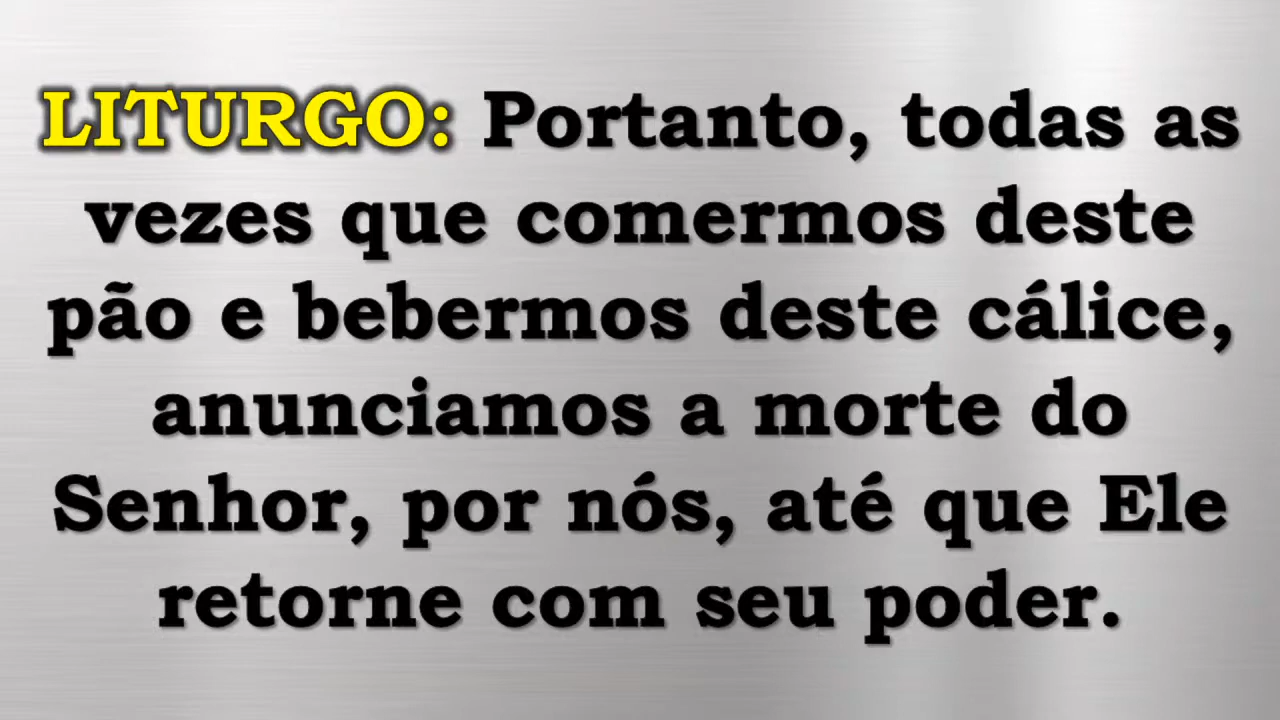 LITURGO: Portanto, todas as
vezes que comermos deste
pão e bebermos deste cálice,
anunciamos a morte do
Senhor, por nós, até que Ele
retorne com seu poder.